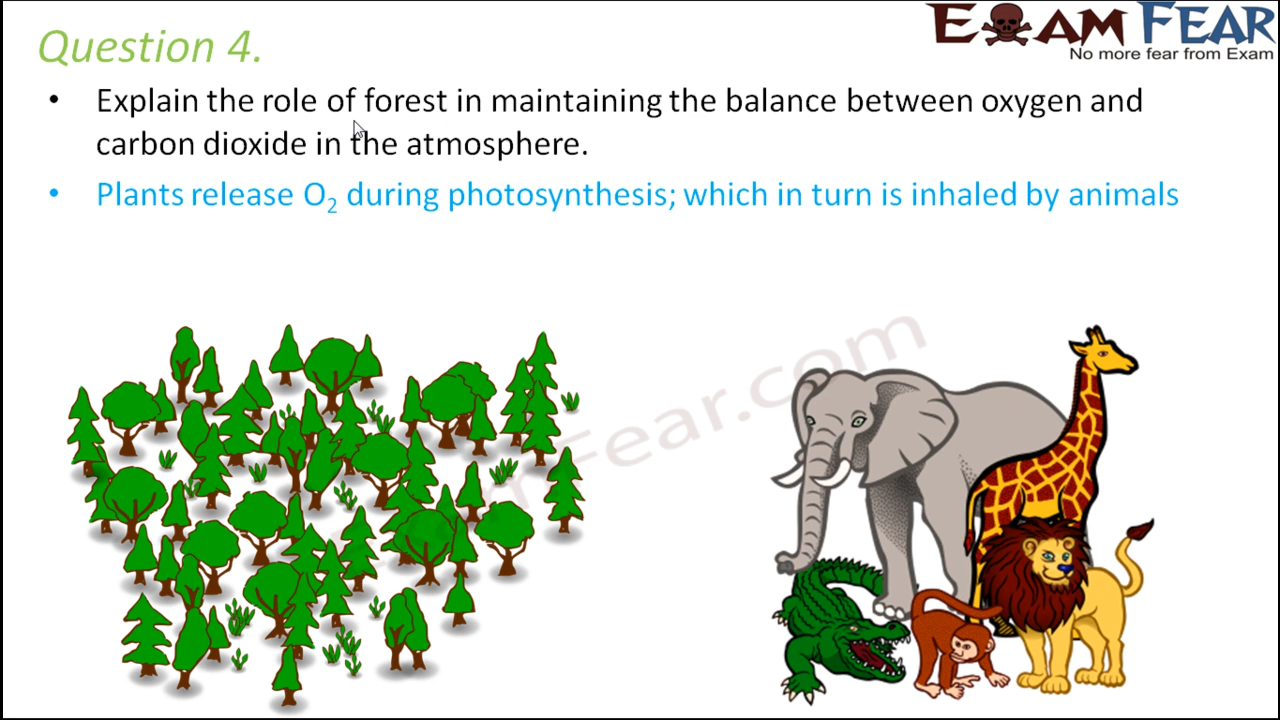 EXAM FEAR
No more fear from Exam
Question 4.
• Explain the role of forest in maintaining the balance between oxygen and
carbon dioxide in the atmosphere.
• Plants release O₂ during photosynthesis; which in turn is inhaled by animals
mFear.com